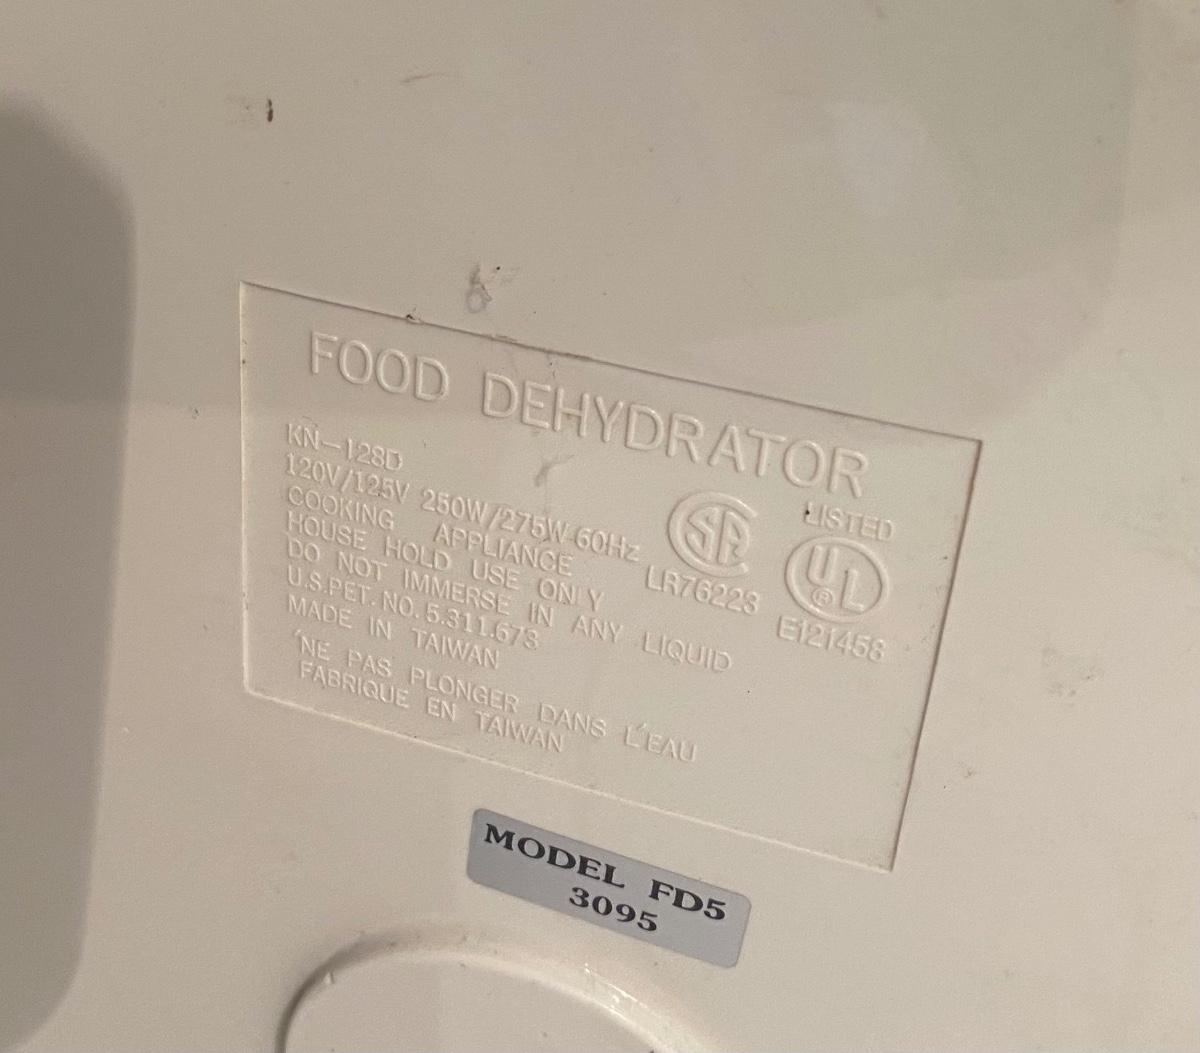 FOOD DEHYDRATOR
KN-128D
120V/125V 250W/275W 60Hz
COOKING APPLIANCE
HOUSE HOLD USE ONLY
DO NOT IMMERSE IN ANY LIQUID
U.S.PET. NO. 5.311.673
MADE IN TAIWAN
'NE PAS PLONGER DANS L'EAU
FABRIQUE EN TAIWAN
SA
LR76223
LISTED
UL®
E121458
MODEL FD5
3095